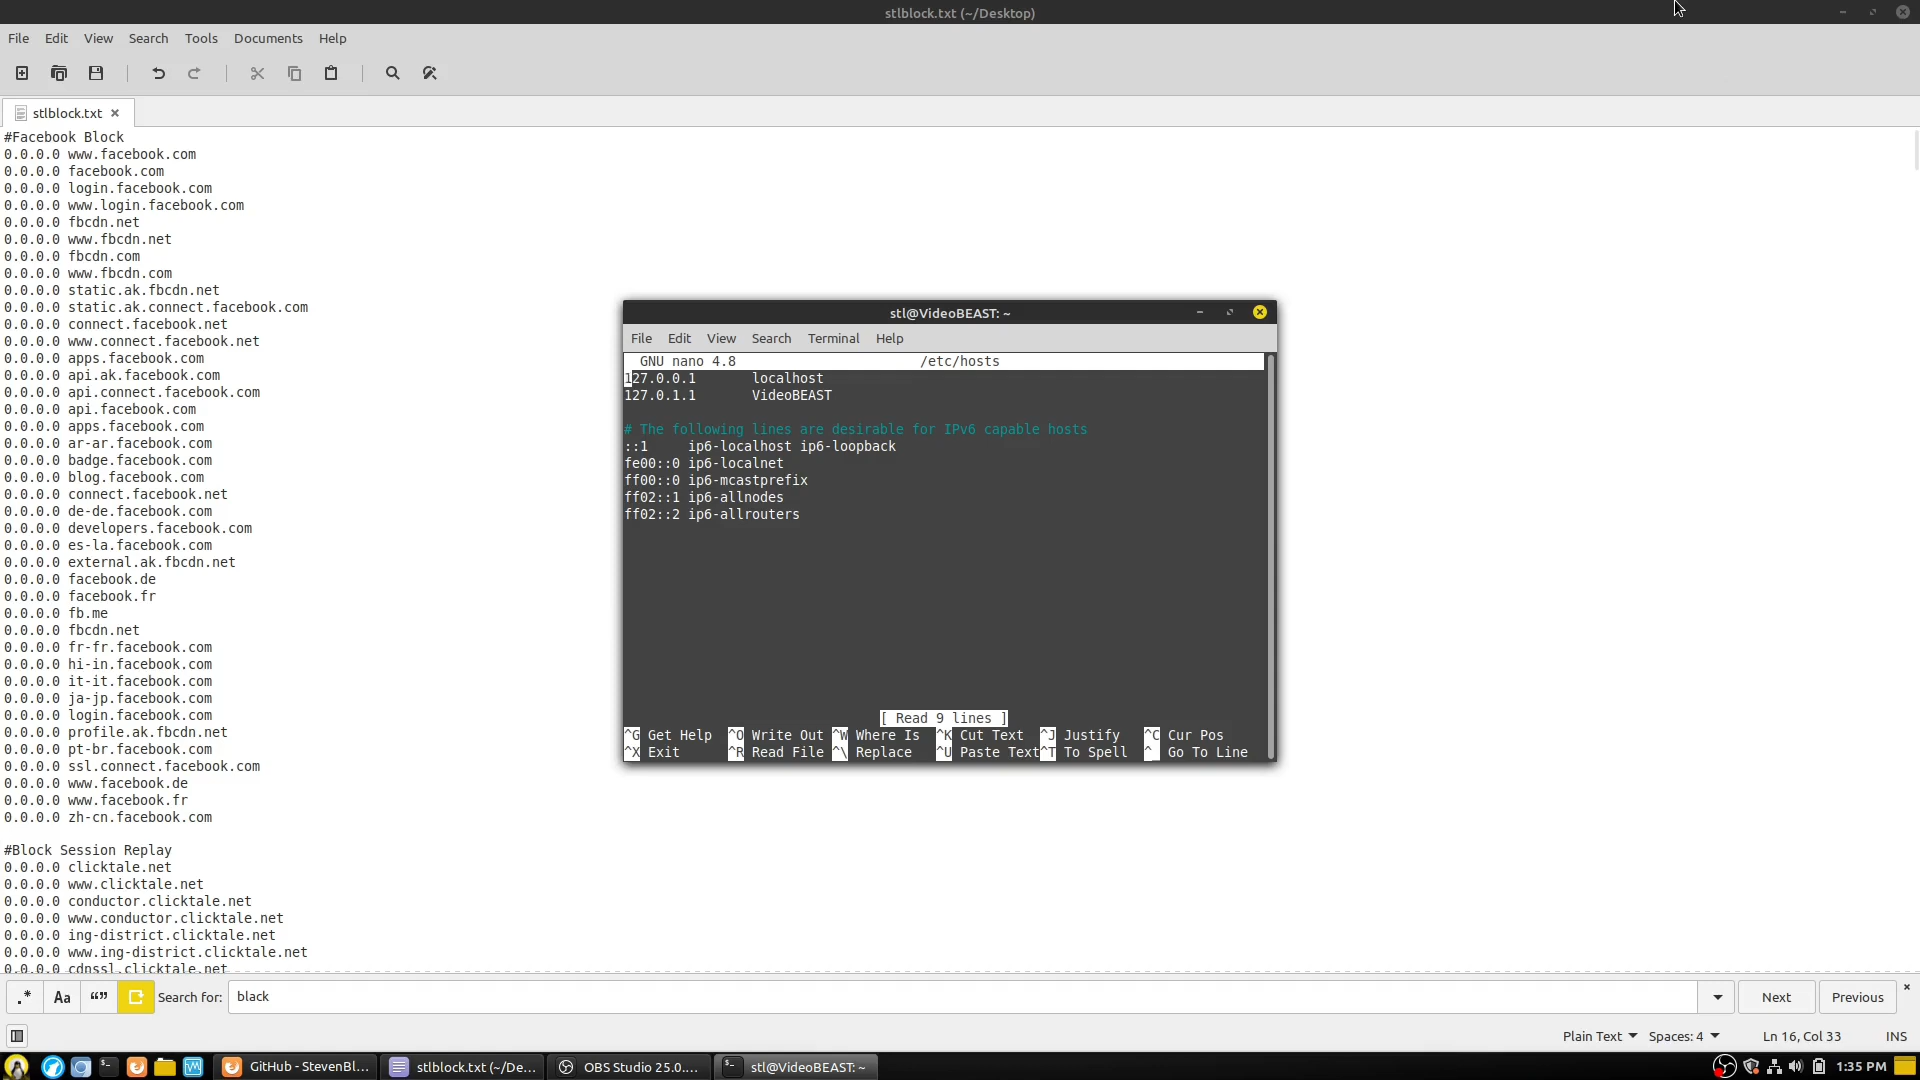 stlblock.txt (~/Desktop)
File Edit View Search Tools Documents Help
stlblock.txt
#Facebook Block
0.0.0.0 www.facebook.com
0.0.0.0 facebook.com
0.0.0.0 login.facebook.com
0.0.0.0 www.login.facebook.com
0.0.0.0 fbcdn.net
0.0.0.0 www.fbcdn.net
0.0.0.0 fbcdn.com
0.0.0.0 www.fbcdn.com
0.0.0.0 static.ak.fbcdn.net
0.0.0.0 static.ak.connect.facebook.com
0.0.0.0 connect.facebook.net
0.0.0.0 www.connect.facebook.net
0.0.0.0 apps.facebook.com
0.0.0.0 api.ak.facebook.com
0.0.0.0 api.connect.facebook.com
0.0.0.0 api.facebook.com
0.0.0.0 apps.facebook.com
0.0.0.0 ar-ar.facebook.com
0.0.0.0 badge.facebook.com
0.0.0.0 blog.facebook.com
0.0.0.0 connect.facebook.net
0.0.0.0 de-de.facebook.com
0.0.0.0 developers.facebook.com
0.0.0.0 es-la.facebook.com
0.0.0.0 external.ak.fbcdn.net
0.0.0.0 facebook.de
0.0.0.0 facebook.fr
0.0.0.0 fb.me
0.0.0.0 fbcdn.net
0.0.0.0 fr-fr.facebook.com
0.0.0.0 hi-in.facebook.com
0.0.0.0 it-it.facebook.com
0.0.0.0 ja-jp.facebook.com
0.0.0.0 login.facebook.com
0.0.0.0 profile.ak.fbcdn.net
0.0.0.0 pt-br.facebook.com
0.0.0.0 ssl.connect.facebook.com
0.0.0.0 www.facebook.de
0.0.0.0 www.facebook.fr
0.0.0.0 zh-cn.facebook.com
#Block Session Replay
0.0.0.0 clicktale.net
0.0.0.0 www.clicktale.net
0.0.0.0 conductor.clicktale.net
0.0.0.0 www.conductor.clicktale.net
0.0.0.0 ing-district.clicktale.net
0.0.0.0 www.ing-district.clicktale.net
0.0.0.0 cdnssl.clicktale.net
stl@VideoBEAST: ~
File Edit View Search Terminal Help
GNU nano 4.8 /etc/hosts
127.0.0.1 localhost
127.0.1.1 VideoBEAST
# The following lines are desirable for IPv6 capable hosts
::1 ip6-localhost ip6-loopback
fe00::0 ip6-localnet
ff00::0 ip6-mcastprefix
ff02::1 ip6-allnodes
ff02::2 ip6-allrouters
[ Read 9 lines ]
^G Get Help ^O Write Out ^W Where Is ^K Cut Text ^J Justify ^C Cur Pos
^X Exit ^R Read File ^\ Replace ^U Paste Text ^T To Spell ^_ Go To Line
.* Aa “” Search for: black Next Previous
Plain Text Spaces: 4 Ln 16, Col 33 INS
GitHub - StevenBl... stlblock.txt (~/De... OBS Studio 25.0.... stl@VideoBEAST: ~ 1:35 PM